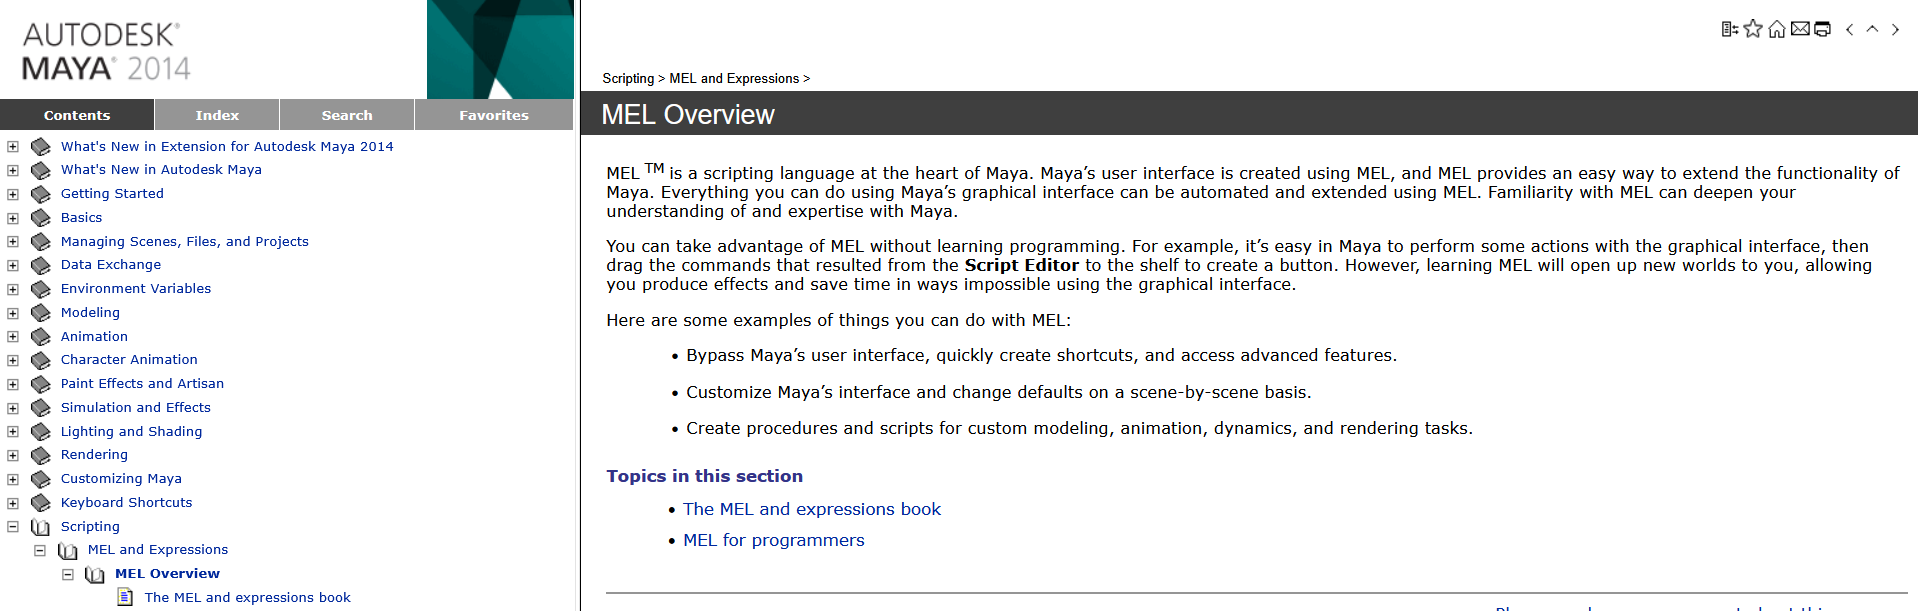 AUTODESK®
MAYA® 2014
Contents
Index
Search
Favorites
What's New in Extension for Autodesk Maya 2014
What's New in Autodesk Maya
Getting Started
Basics
Managing Scenes, Files, and Projects
Data Exchange
Environment Variables
Modeling
Animation
Character Animation
Paint Effects and Artisan
Simulation and Effects
Lighting and Shading
Rendering
Customizing Maya
Keyboard Shortcuts
Scripting
MEL and Expressions
MEL Overview
The MEL and expressions book
Scripting > MEL and Expressions >
MEL Overview
MEL TM is a scripting language at the heart of Maya. Maya’s user interface is created using MEL, and MEL provides an easy way to extend the functionality of
Maya. Everything you can do using Maya’s graphical interface can be automated and extended using MEL. Familiarity with MEL can deepen your
understanding of and expertise with Maya.
You can take advantage of MEL without learning programming. For example, it’s easy in Maya to perform some actions with the graphical interface, then
drag the commands that resulted from the Script Editor to the shelf to create a button. However, learning MEL will open up new worlds to you, allowing
you produce effects and save time in ways impossible using the graphical interface.
Here are some examples of things you can do with MEL:
• Bypass Maya’s user interface, quickly create shortcuts, and access advanced features.
• Customize Maya’s interface and change defaults on a scene-by-scene basis.
• Create procedures and scripts for custom modeling, animation, dynamics, and rendering tasks.
Topics in this section
• The MEL and expressions book
• MEL for programmers